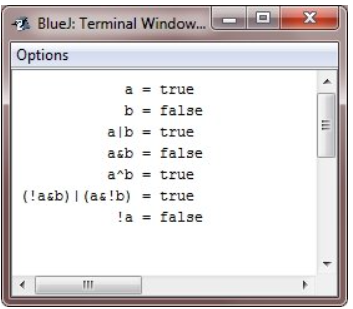 BlueJ: Terminal Window...
Options
a = true
b = false
a|b = true
a&b = false
a^b = true
(!a&b)|(a&!b) = true
!a = false